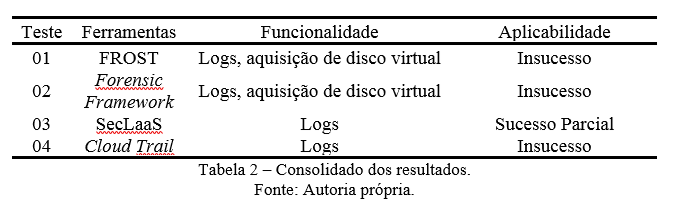 Teste Ferramentas Funcionalidade Aplicabilidade
01 FROST Logs, aquisição de disco virtual Insucesso
02 Forensic Framework Logs, aquisição de disco virtual Insucesso
03 SecLaaS Logs Sucesso Parcial
04 Cloud Trail Logs Insucesso
Tabela 2 – Consolidado dos resultados.
Fonte: Autoria própria.